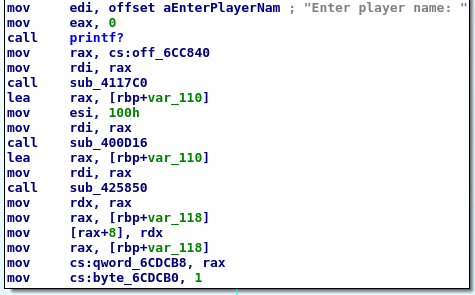 mov     edi, offset aEnterPlayerNam ; "Enter player name: "
mov     eax, 0
call    printf?
mov     rax, cs:off_6CC840
mov     rdi, rax
call    sub_4117C0
lea     rax, [rbp+var_110]
mov     esi, 100h
mov     rdi, rax
call    sub_400D16
lea     rax, [rbp+var_110]
mov     rdi, rax
call    sub_425850
mov     rdx, rax
mov     rax, [rbp+var_118]
mov     [rax+8], rdx
mov     rax, [rbp+var_118]
mov     cs:qword_6CDCB8, rax
mov     cs:byte_6CDCB0, 1